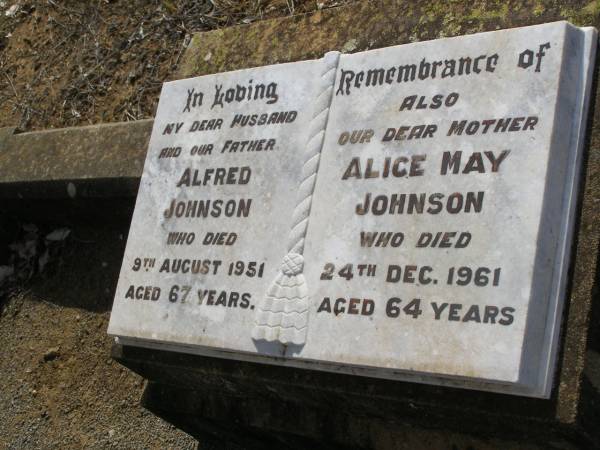 In Loving
MY DEAR HUSBAND
AND OUR FATHER
ALFRED
JOHNSON
WHO DIED
9TH AUGUST 1951
AGED 67 YEARS.
Remembrance of
ALSO
OUR DEAR MOTHER
ALICE MAY
JOHNSON
WHO DIED
24TH DEC. 1961
AGED 64 YEARS